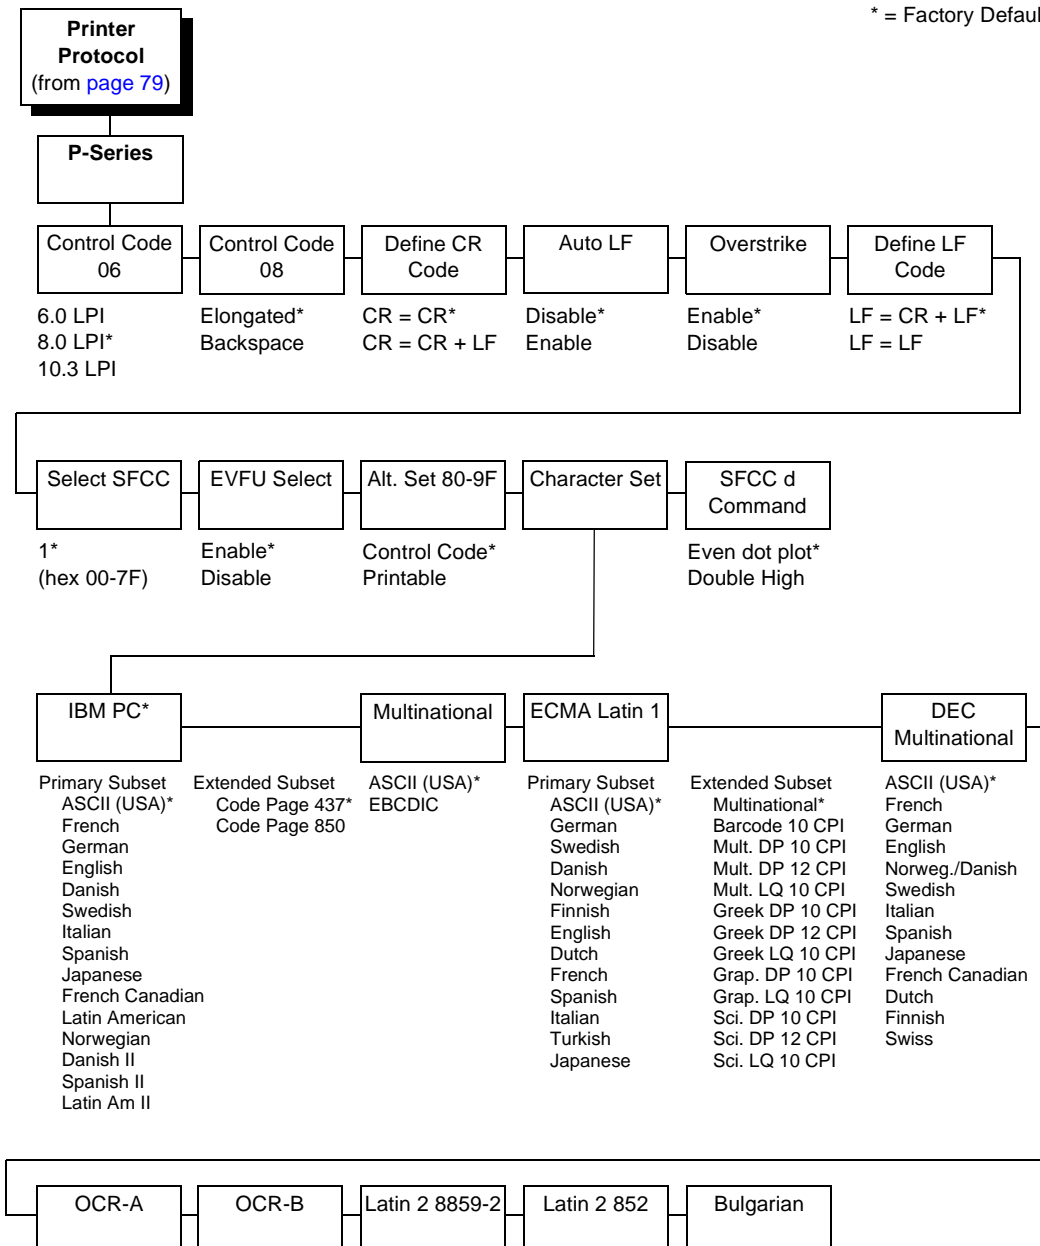 * = Factory Defaul
Printer
Protocol
(from page 79)
P-Series
Control Code
06
Control Code
08
Define CR
Code
Auto LF
Overstrike
Define LF
Code
6.0 LPI
8.0 LPI*
10.3 LPI
Elongated*
Backspace
CR = CR*
CR = CR + LF
Disable*
Enable
Enable*
Disable
LF = CR + LF*
LF = LF
Select SFCC
EVFU Select
Alt. Set 80-9F
Character Set
SFCC d
Command
1*
(hex 00-7F)
Enable*
Disable
Control Code*
Printable
Even dot plot*
Double High
IBM PC*
Multinational
ECMA Latin 1
DEC
Multinational
Primary Subset
ASCII (USA)*
French
German
English
Danish
Swedish
Italian
Spanish
Japanese
French Canadian
Latin American
Norwegian
Danish II
Spanish II
Latin Am II
Extended Subset
Code Page 437*
Code Page 850
ASCII (USA)*
EBCDIC
Primary Subset
ASCII (USA)*
German
Swedish
Danish
Norwegian
Finnish
English
Dutch
French
Spanish
Italian
Turkish
Japanese
Extended Subset
Multinational*
Barcode 10 CPI
Mult. DP 10 CPI
Mult. DP 12 CPI
Mult. LQ 10 CPI
Greek DP 10 CPI
Greek DP 12 CPI
Greek LQ 10 CPI
Grap. DP 10 CPI
Grap. LQ 10 CPI
Sci. DP 10 CPI
Sci. DP 12 CPI
Sci. LQ 10 CPI
ASCII (USA)*
French
German
English
Norweg./Danish
Swedish
Italian
Spanish
Japanese
French Canadian
Dutch
Finnish
Swiss
OCR-A
OCR-B
Latin 2 8859-2
Latin 2 852
Bulgarian